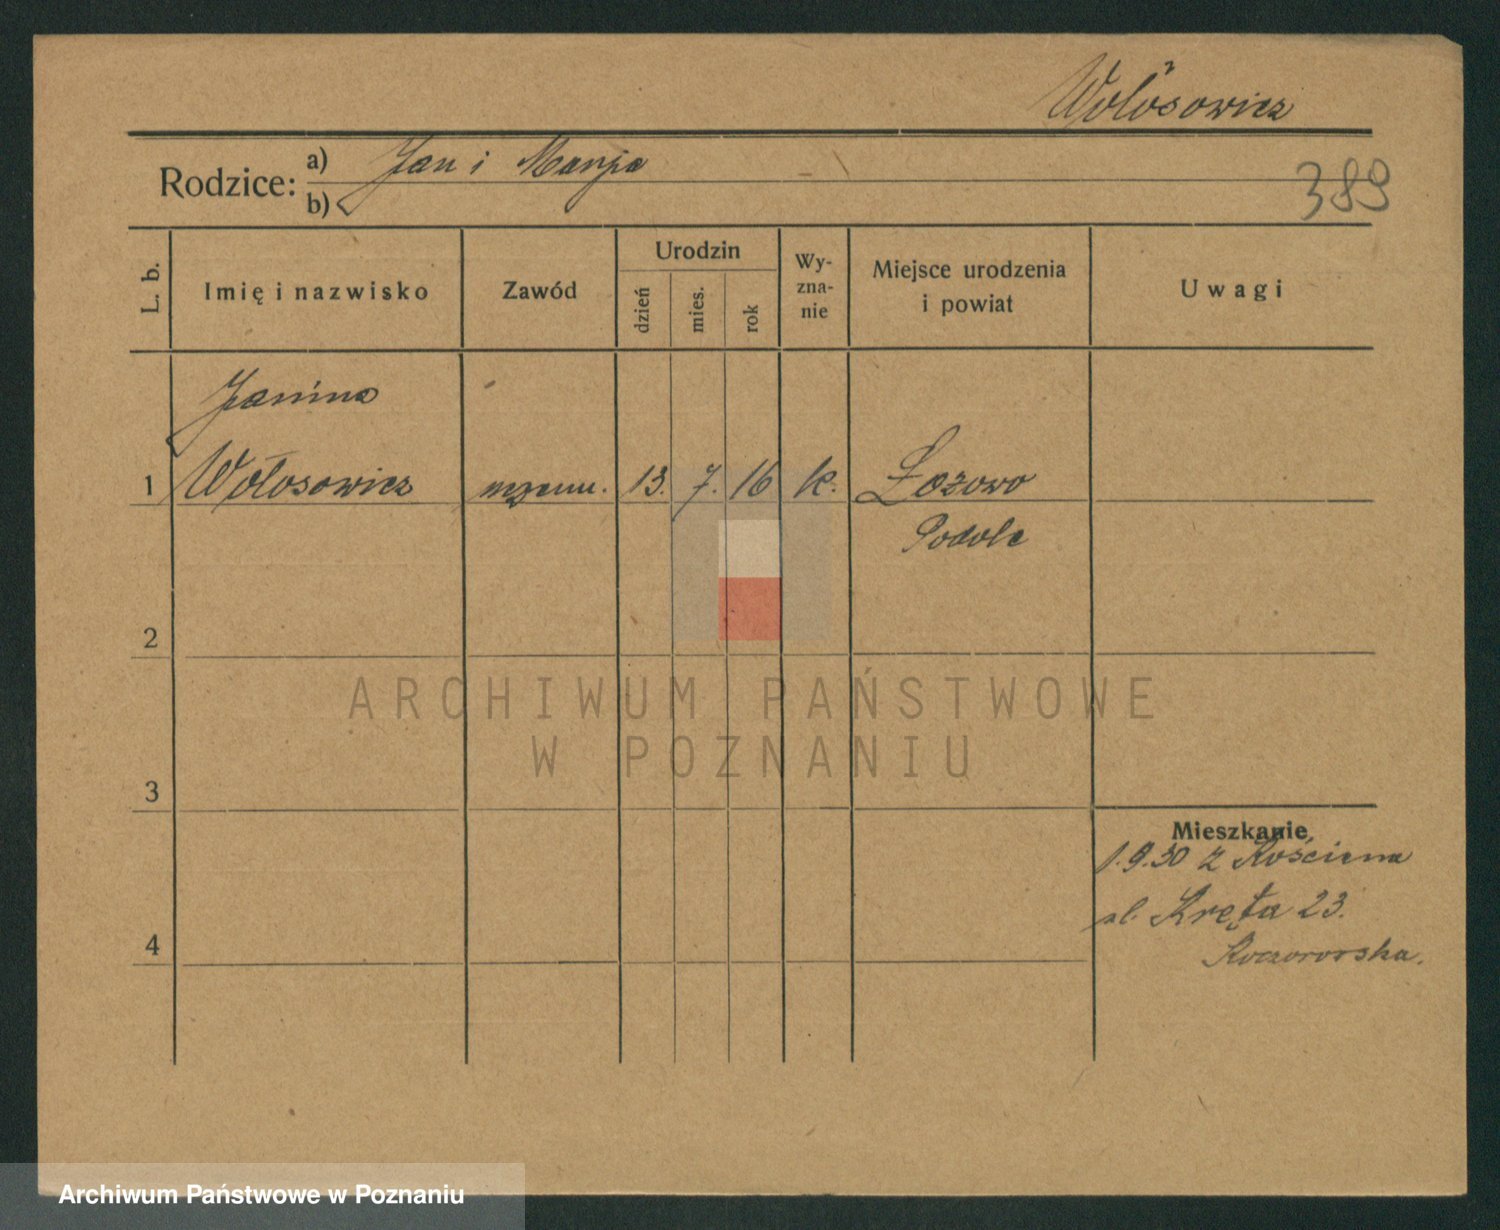 Wołosowicz
Rodzice: a) Jan i Marja
b)
389
L. b.
Imię i nazwisko
Zawód
Urodzin
dzień
mies.
rok
Wy-
zna-
nie
Miejsce urodzenia
i powiat
Uwagi
Janina
1 Wołosowicz uczenn. 13. 7. 16 k. Łozowo
Podole
2
ARCHIWUM PAŃSTWOWE
W POZNANIU
3
Mieszkanie
1.9.30 z Kościana
ul. Kręta 23.
4
Archiwum Państwowe w Poznaniu